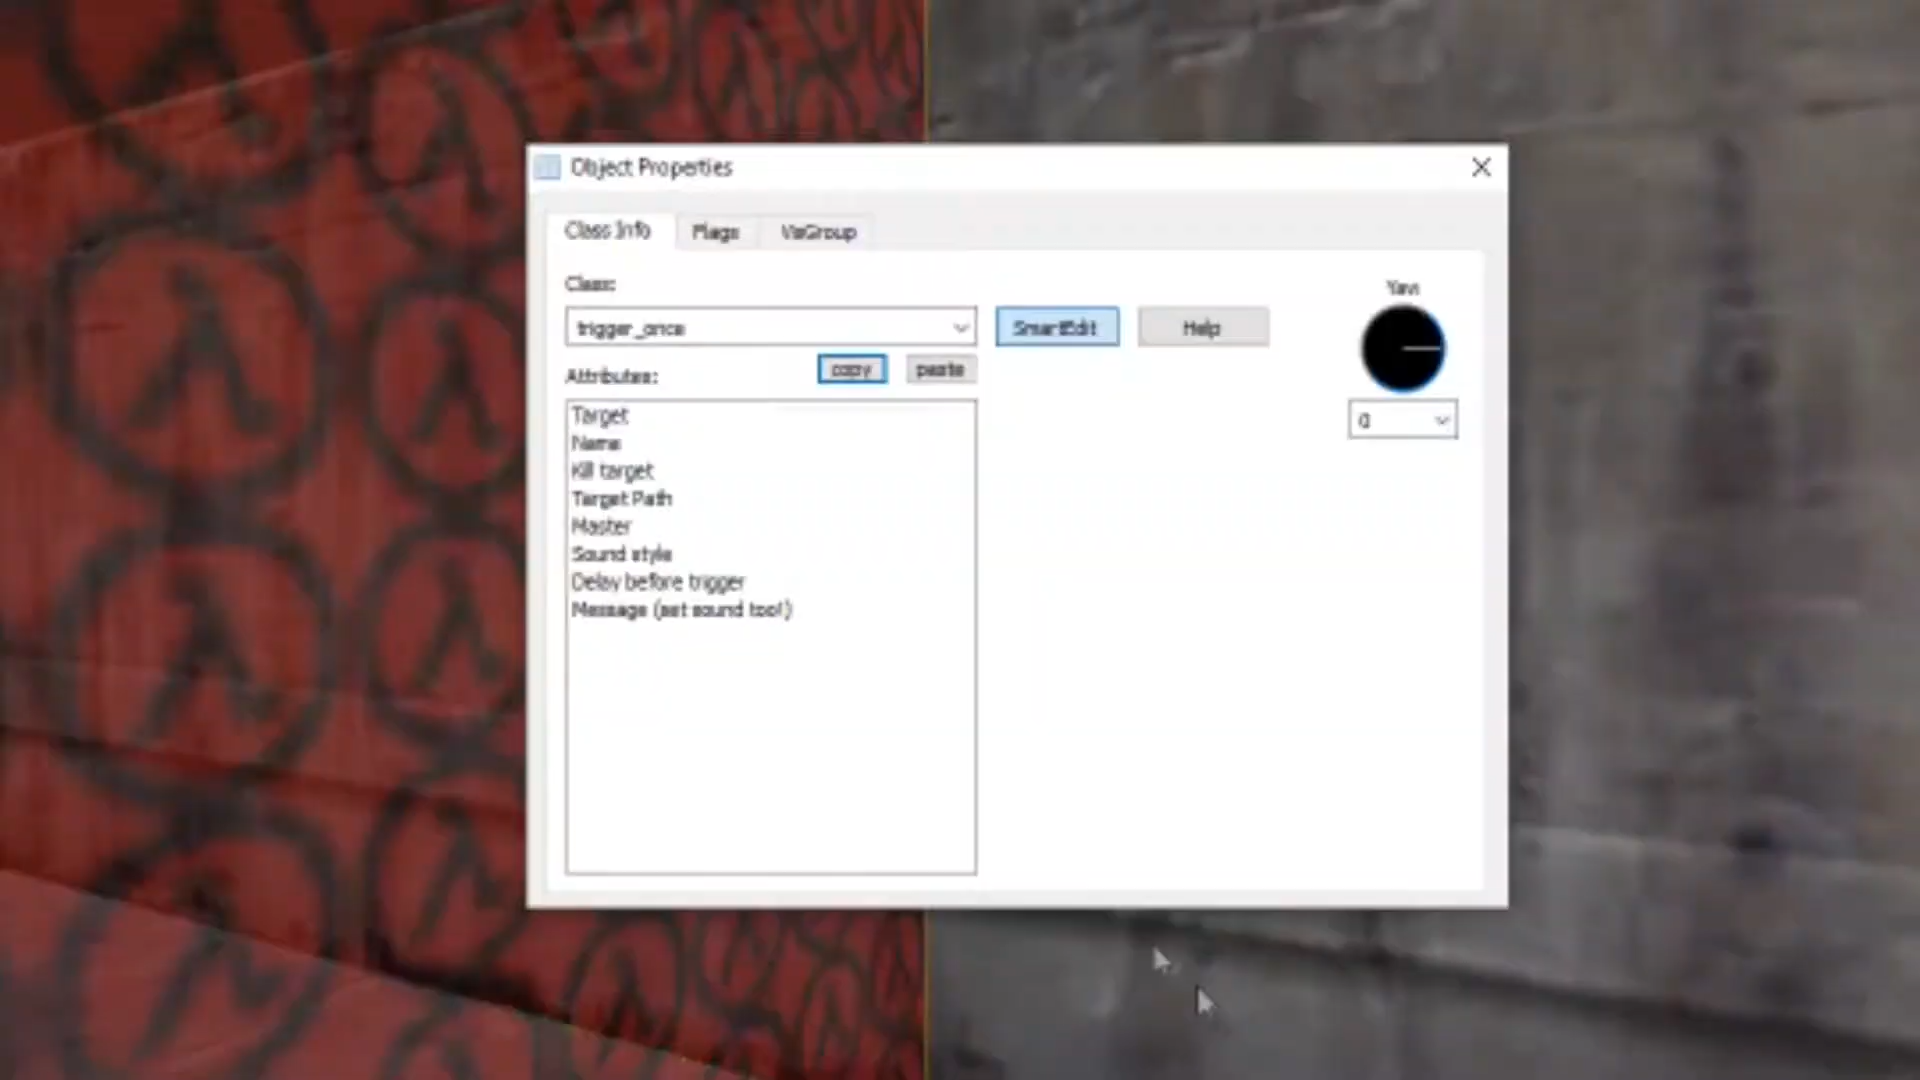 Object Properties
Class Info
Flags
VisGroup
Class:
Yaw
trigger_once
SmartEdit
Help
Attributes:
copy
paste
Target
0
Name
Kill target
Target Path
Master
Sound style
Delay before trigger
Message (set sound too!)